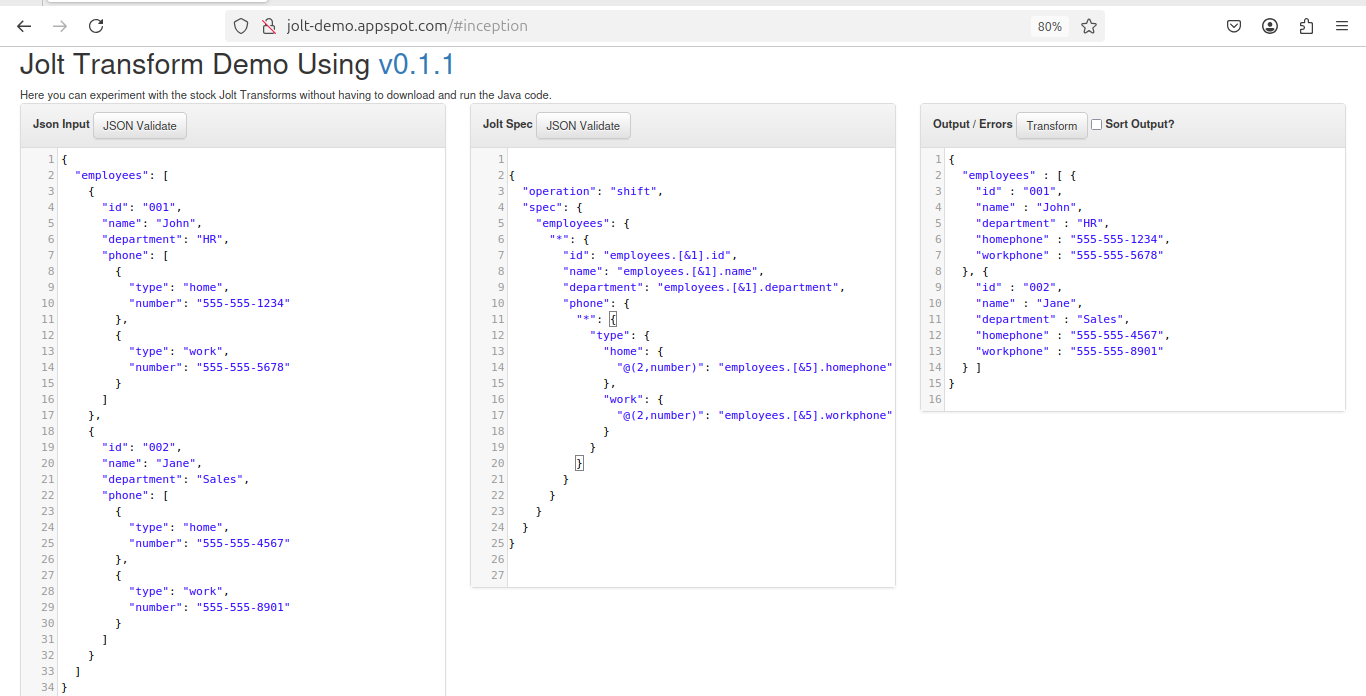 jolt-demo.appspot.com/#inception
80%
Jolt Transform Demo Using v0.1.1
Here you can experiment with the stock Jolt Transforms without having to download and run the Java code.
Json Input JSON Validate
1 {
2 "employees": [
3 {
4 "id": "001",
5 "name": "John",
6 "department": "HR",
7 "phone": [
8 {
9 "type": "home",
10 "number": "555-555-1234"
11 },
12 {
13 "type": "work",
14 "number": "555-555-5678"
15 }
16 ]
17 },
18 {
19 "id": "002",
20 "name": "Jane",
21 "department": "Sales",
22 "phone": [
23 {
24 "type": "home",
25 "number": "555-555-4567"
26 },
27 {
28 "type": "work",
29 "number": "555-555-8901"
30 }
31 ]
32 }
33 ]
34 }
Jolt Spec JSON Validate
1
2 {
3 "operation": "shift",
4 "spec": {
5 "employees": {
6 "*": {
7 "id": "employees.[&1].id",
8 "name": "employees.[&1].name",
9 "department": "employees.[&1].department",
10 "phone": {
11 "*": {
12 "type": {
13 "home": {
14 "@(2,number)": "employees.[&5].homephone"
15 },
16 "work": {
17 "@(2,number)": "employees.[&5].workphone"
18 }
19 }
20 }
21 }
22 }
23 }
24 }
25 }
26
27
Output / Errors Transform Sort Output?
1 {
2 "employees" : [ {
3 "id" : "001",
4 "name" : "John",
5 "department" : "HR",
6 "homephone" : "555-555-1234",
7 "workphone" : "555-555-5678"
8 }, {
9 "id" : "002",
10 "name" : "Jane",
11 "department" : "Sales",
12 "homephone" : "555-555-4567",
13 "workphone" : "555-555-8901"
14 } ]
15 }
16